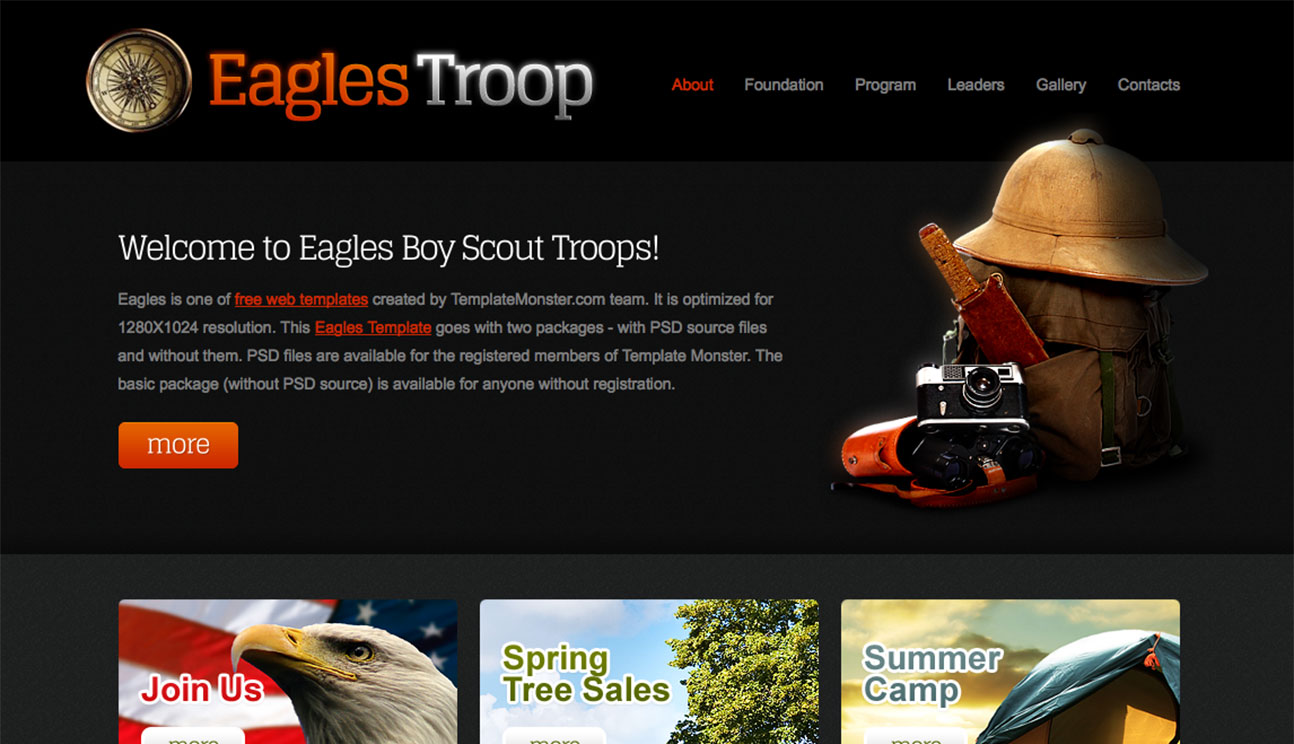 Eagles Troop
About Foundation Program Leaders Gallery Contacts
Welcome to Eagles Boy Scout Troops!
Eagles is one of free web templates created by TemplateMonster.com team. It is optimized for
1280X1024 resolution. This Eagles Template goes with two packages - with PSD source files
and without them. PSD files are available for the registered members of Template Monster. The
basic package (without PSD source) is available for anyone without registration.
more
Join Us
more
Spring
Tree Sales
more
Summer
Camp
more